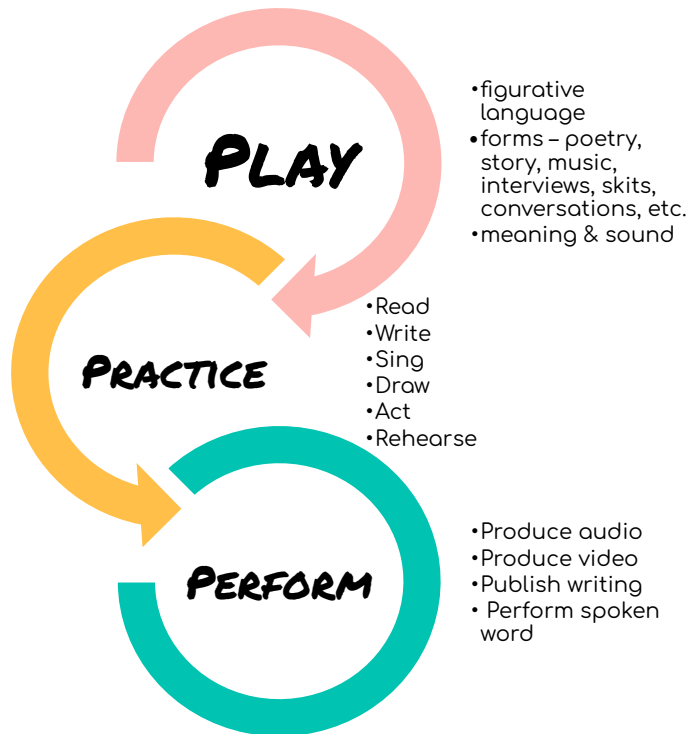 PLAY
•figurative
language
•forms – poetry,
story, music,
interviews, skits,
conversations, etc.
•meaning & sound
PRACTICE
•Read
•Write
•Sing
•Draw
•Act
•Rehearse
PERFORM
•Produce audio
•Produce video
•Publish writing
• Perform spoken
word